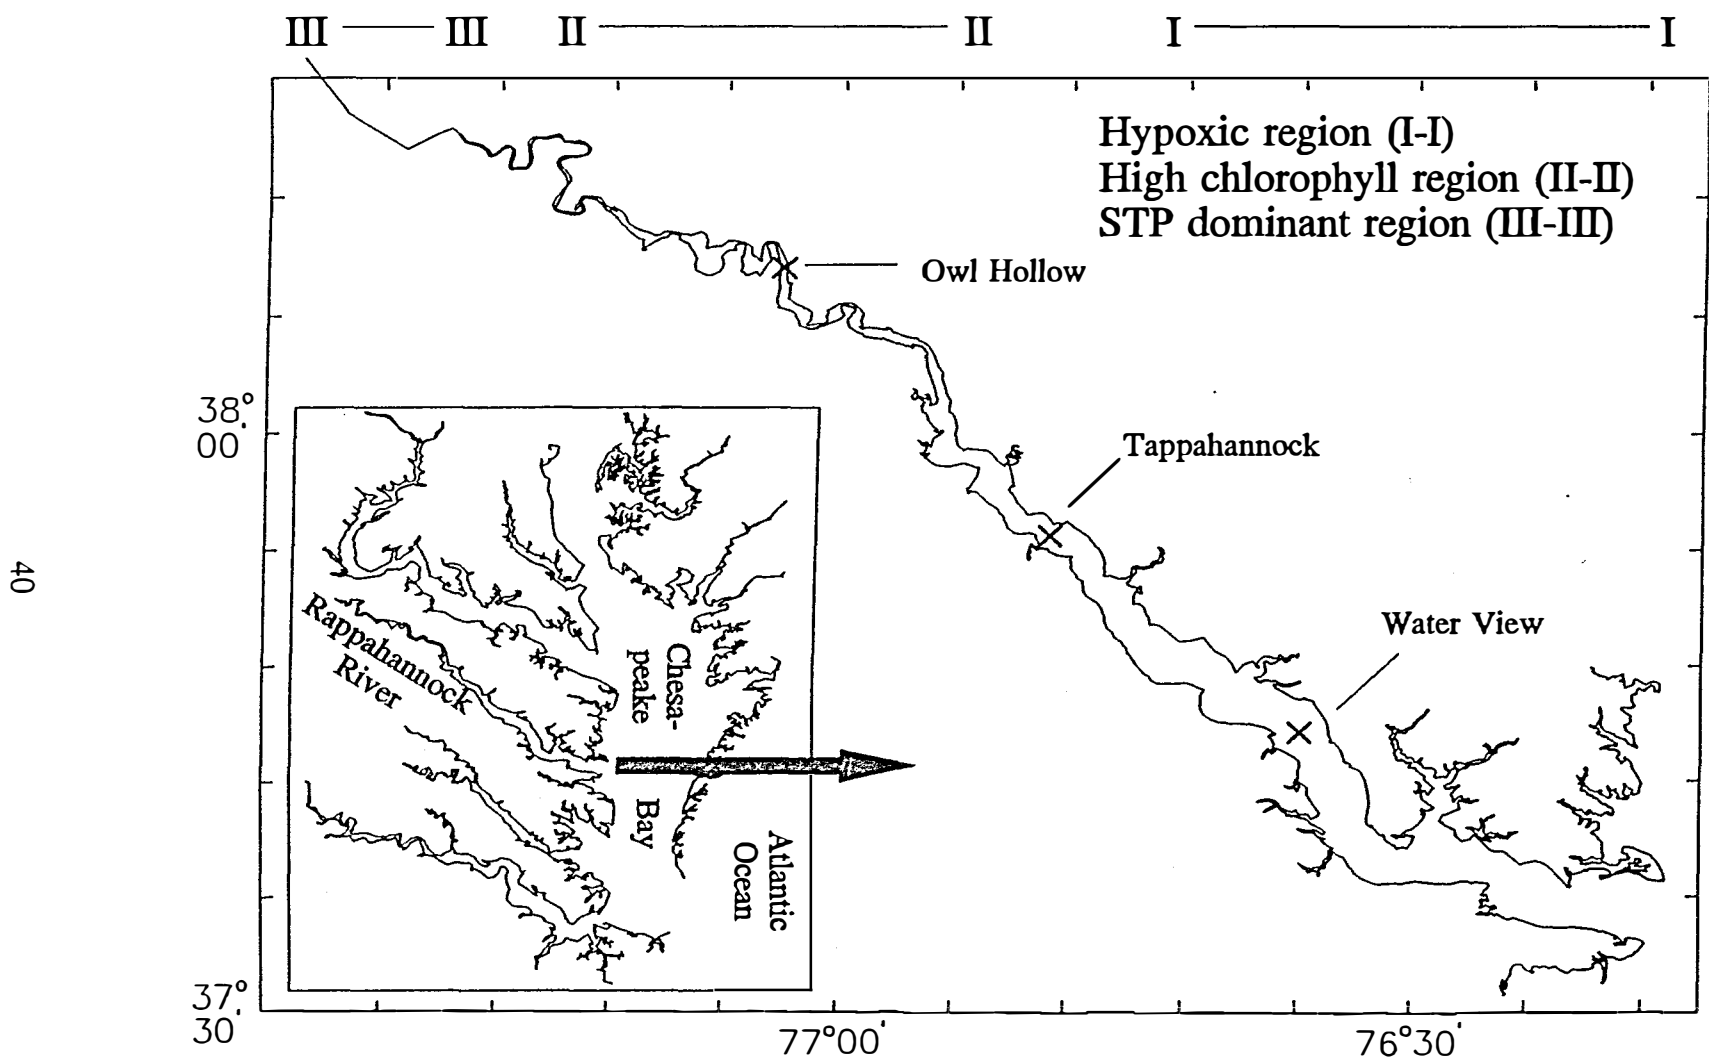 III III II II I I
Hypoxic region (I-I)
High chlorophyll region (II-II)
STP dominant region (III-III)
Owl Hollow
38°
00'
Tappahannock
40
Water View
Rappahannock
River
Chesa-
peake
Bay
Atlantic
Ocean
37°
30'
77°00'
76°30'